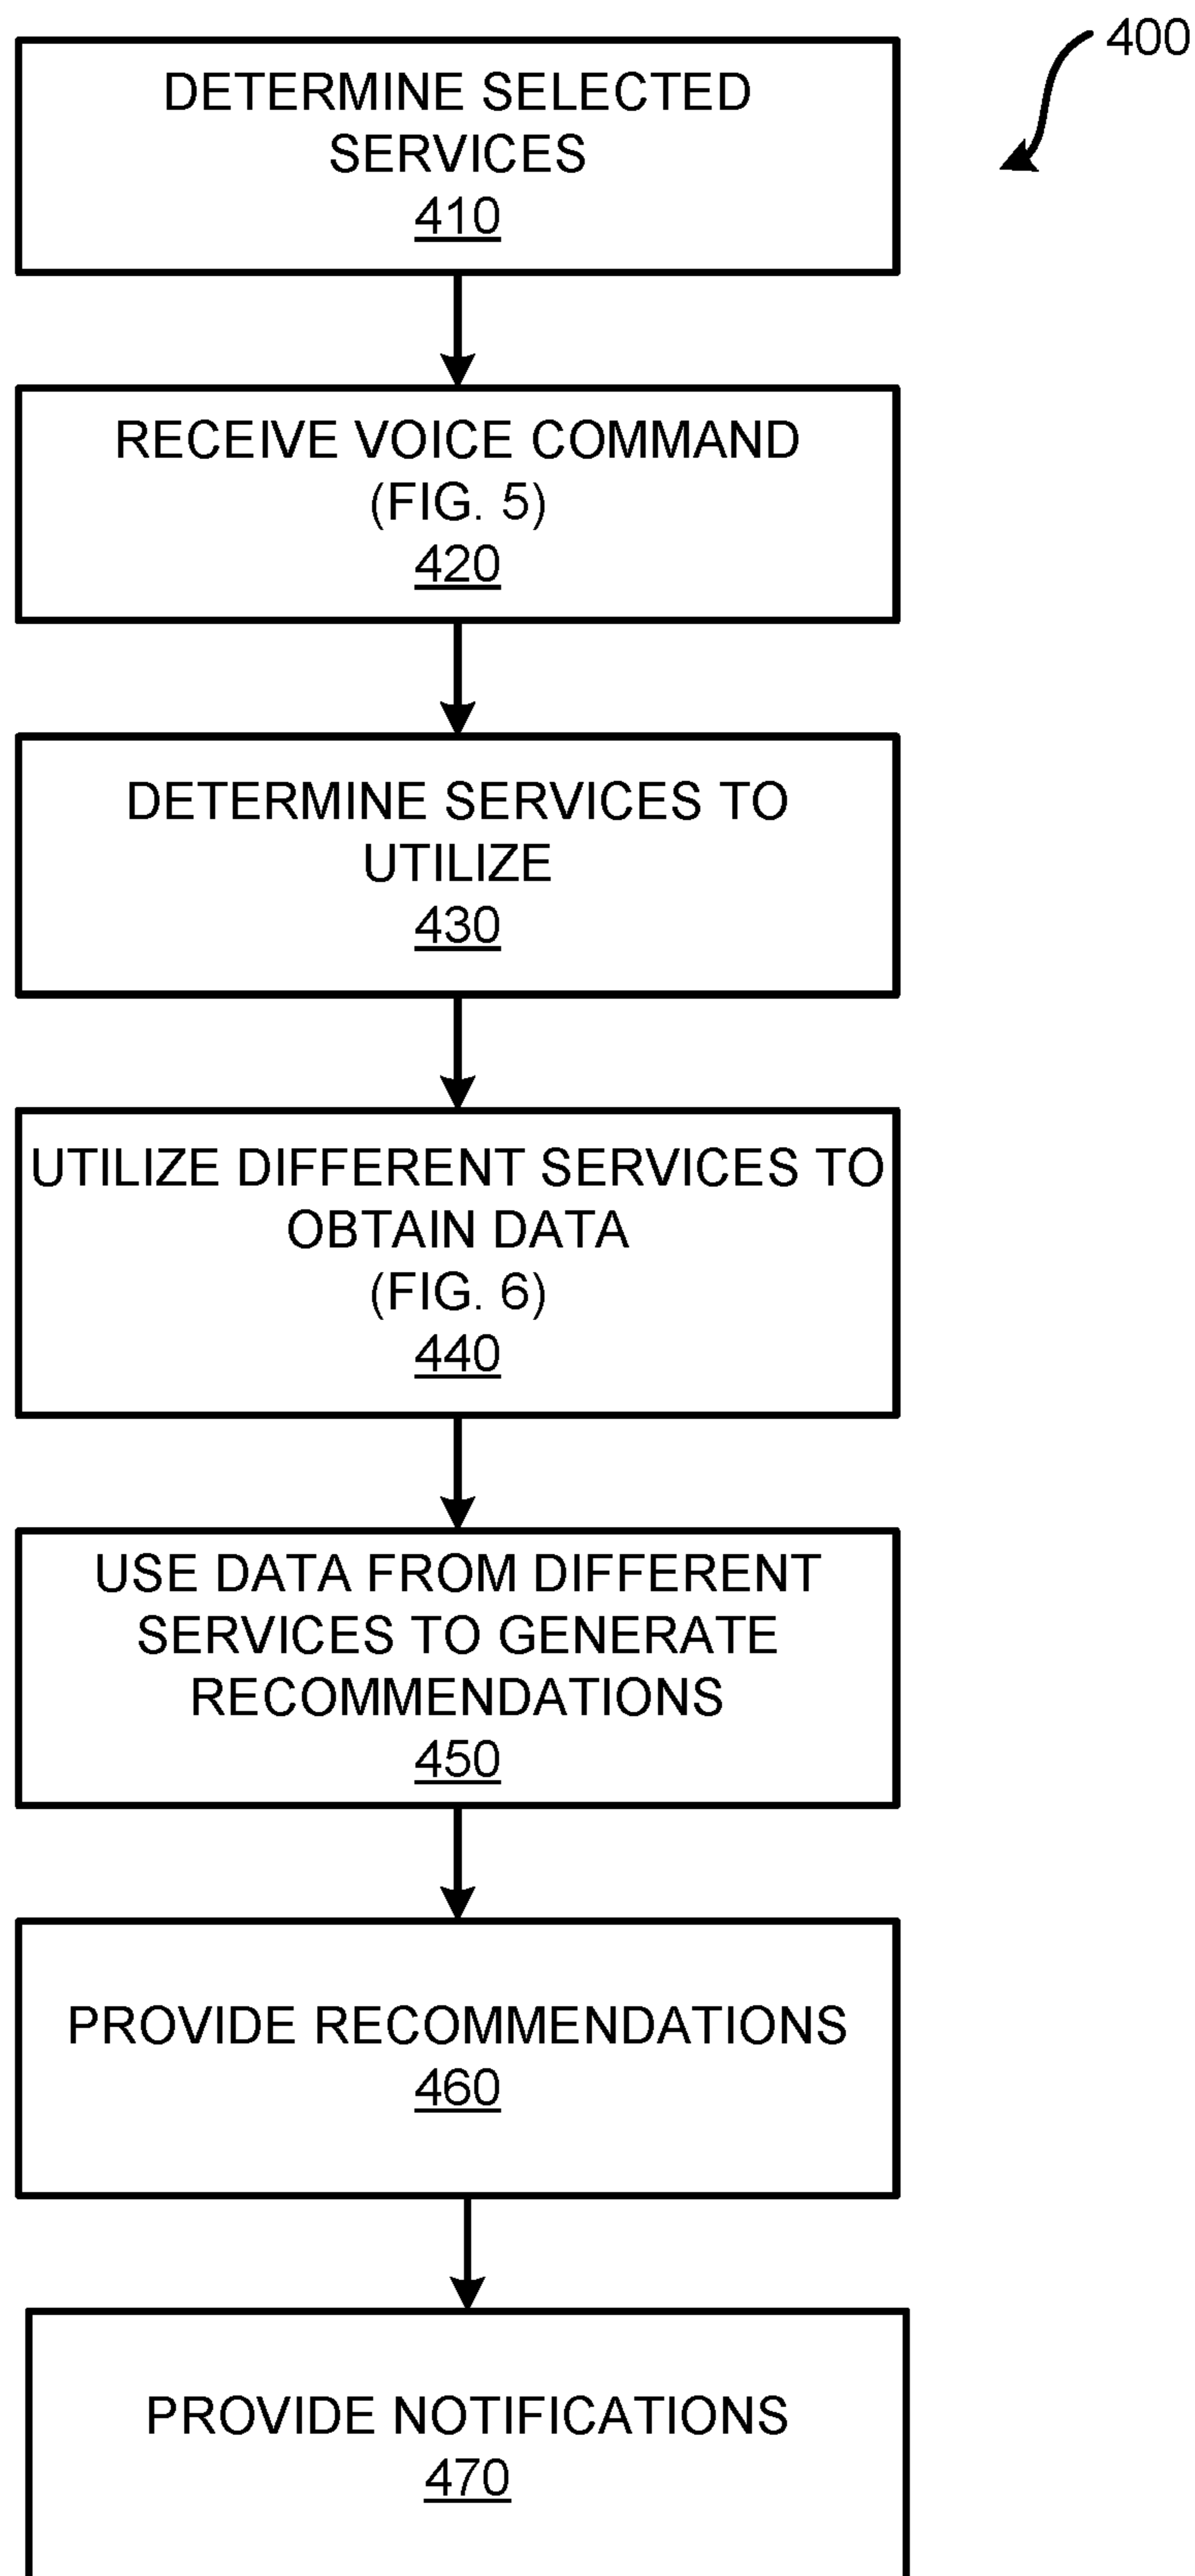 400
DETERMINE SELECTED
SERVICES
410
RECEIVE VOICE COMMAND
(FIG. 5)
420
DETERMINE SERVICES TO
UTILIZE
430
UTILIZE DIFFERENT SERVICES TO
OBTAIN DATA
(FIG. 6)
440
USE DATA FROM DIFFERENT
SERVICES TO GENERATE
RECOMMENDATIONS
450
PROVIDE RECOMMENDATIONS
460
PROVIDE NOTIFICATIONS
470